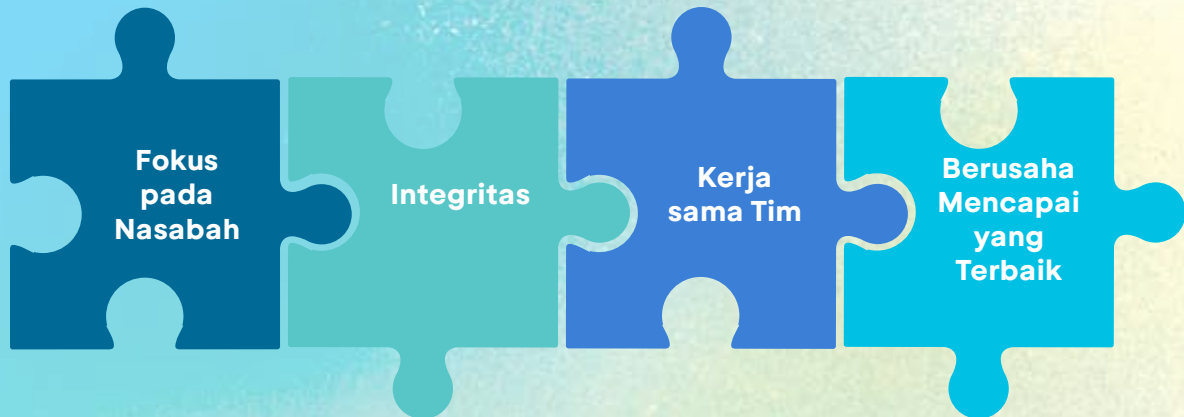 Fokus
pada
Nasabah
Integritas
Kerja
sama Tim
Berusaha
Mencapai
yang
Terbaik